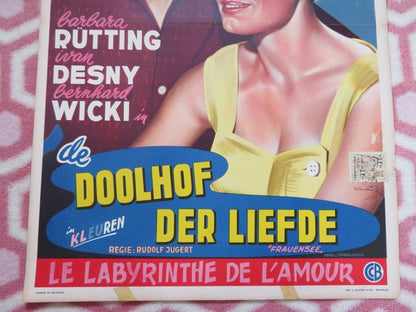 barbara
RÜTTING
ivan
DESNY
bernhard
WICKI in
de
DOOLHOF
DER LIEFDE
in KLEUREN
REGIE: RUDOLF JUGERT
"FRAUENSEE"
LE LABYRINTHE DE L'AMOUR
CB